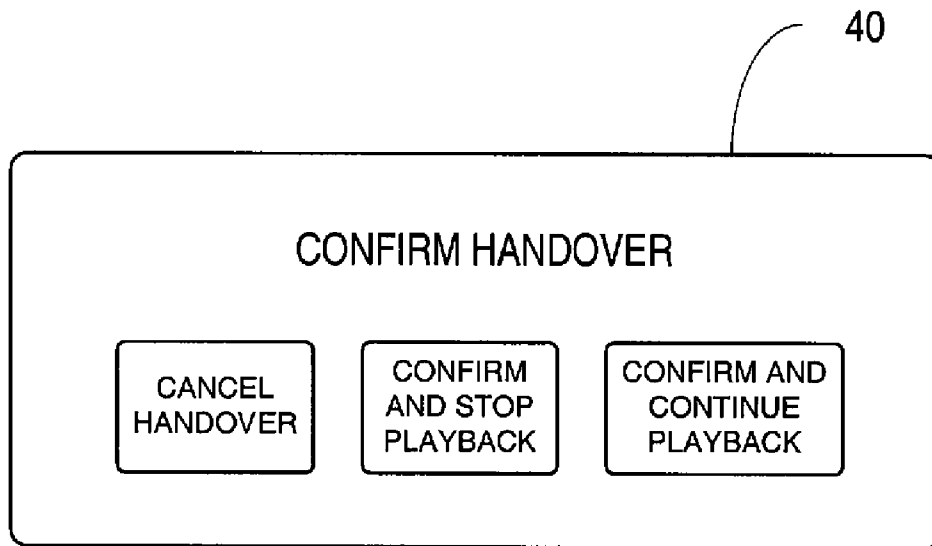 40
CONFIRM HANDOVER
CANCEL
HANDOVER
CONFIRM
AND STOP
PLAYBACK
CONFIRM AND
CONTINUE
PLAYBACK